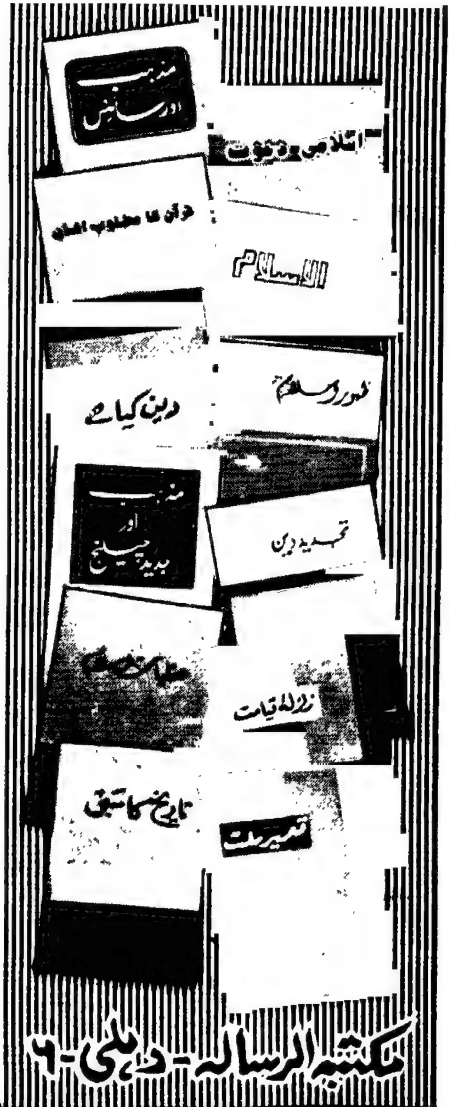 مذہب
اور سائنس
اسلامی دعوت
قرآن کا مطلوب انسان
الاسلام
دین کیا ہے
ظہور اسلام
مذہب
اور
جدید چیلنج
تجدید دین
زلزلۂ قیامت
تاریخ کا سبق
تعمیر ملت
مکتبہ الرسالہ - دہلی - ۶